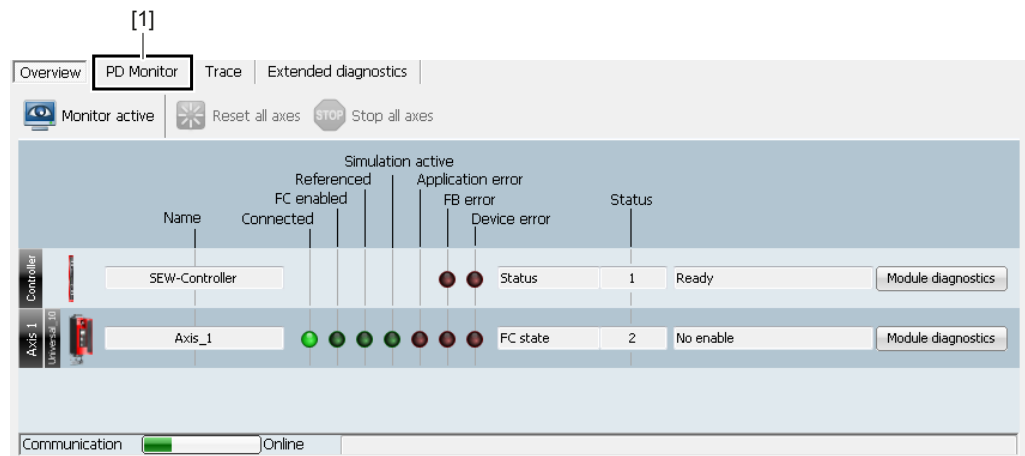 [1]
Overview PD Monitor Trace Extended diagnostics
Monitor active Reset all axes STOP Stop all axes
Simulation active
Referenced Application error
FC enabled FB error Status
Name Connected Device error
Controller SEW-Controller Status 1 Ready Module diagnostics
Axis 1 Universal_10 Axis_1 FC state 2 No enable Module diagnostics
Communication Online